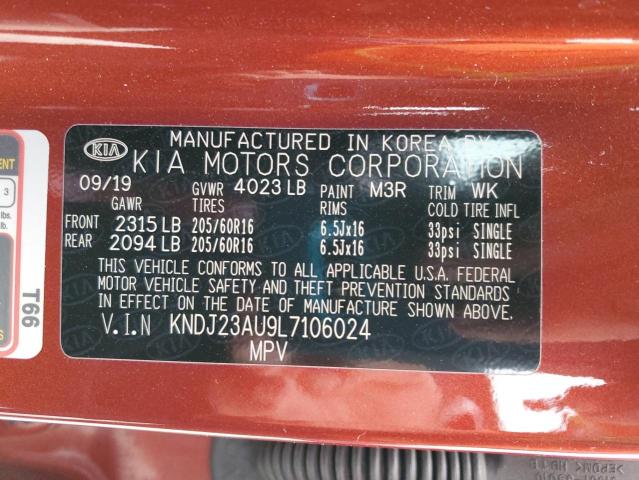 MANUFACTURED IN KOREA BY
KIA KIA MOTORS CORPORATION
09/19 GVWR 4023 LB PAINT M3R TRIM WK
GAWR TIRES RIMS COLD TIRE INFL
FRONT 2315 LB 205/60R16 6.5Jx16 33psi SINGLE
REAR 2094 LB 205/60R16 6.5Jx16 33psi SINGLE
THIS VEHICLE CONFORMS TO ALL APPLICABLE U.S.A. FEDERAL
MOTOR VEHICLE SAFETY AND THEFT PREVENTION STANDARDS
IN EFFECT ON THE DATE OF MANUFACTURE SHOWN ABOVE.
V.I.N KNDJ23AU9L7106024
MPV
3
lbs.
T66